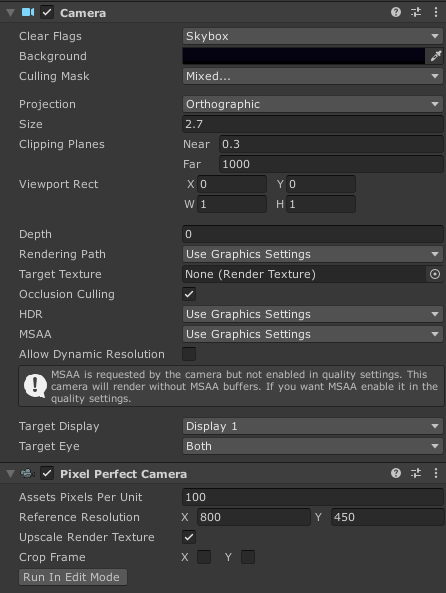 Camera
Clear Flags Skybox
Background
Culling Mask Mixed...
Projection Orthographic
Size 2.7
Clipping Planes Near 0.3
Far 1000
Viewport Rect X 0 Y 0
W 1 H 1
Depth 0
Rendering Path Use Graphics Settings
Target Texture None (Render Texture)
Occlusion Culling
HDR Use Graphics Settings
MSAA Use Graphics Settings
Allow Dynamic Resolution
MSAA is requested by the camera but not enabled in quality settings. This
camera will render without MSAA buffers. If you want MSAA enable it in the
quality settings.
Target Display Display 1
Target Eye Both
Pixel Perfect Camera
Assets Pixels Per Unit 100
Reference Resolution X 800 Y 450
Upscale Render Texture
Crop Frame X Y
Run In Edit Mode